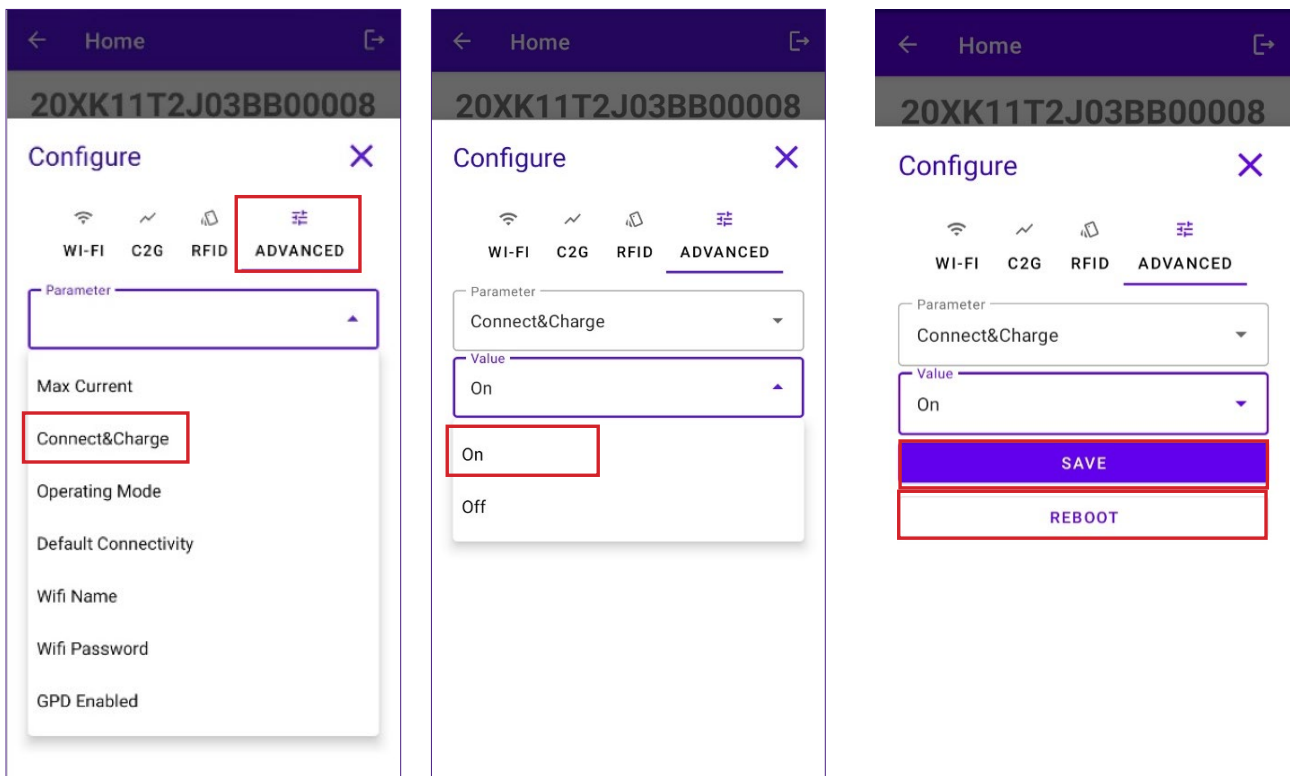 Home
20XK11T2J03BB00008
Configure
WI-FI C2G RFID ADVANCED
Parameter
Max Current
Connect&Charge
Operating Mode
Default Connectivity
Wifi Name
Wifi Password
GPD Enabled
Home
20XK11T2J03BB00008
Configure
WI-FI C2G RFID ADVANCED
Parameter
Connect&Charge
Value
On
On
Off
Home
20XK11T2J03BB00008
Configure
WI-FI C2G RFID ADVANCED
Parameter
Connect&Charge
Value
On
SAVE
REBOOT